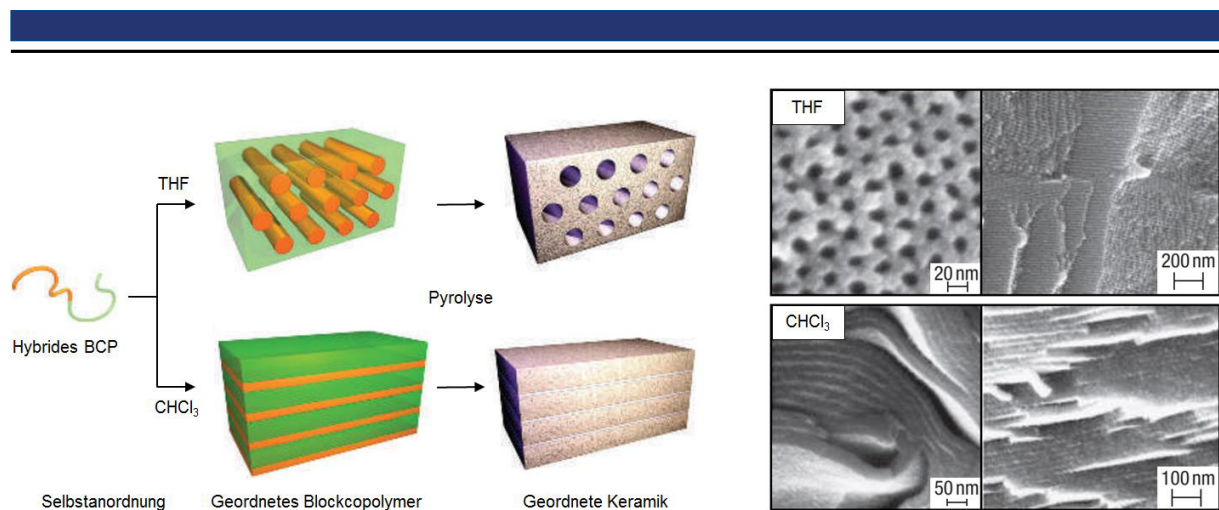 THF
Pyrolyse
Hybrides BCP
CHCl₃
Selbstanordnung
Geordnetes Blockcopolymer
Geordnete Keramik
THF
20 nm
200 nm
CHCl₃
50 nm
100 nm